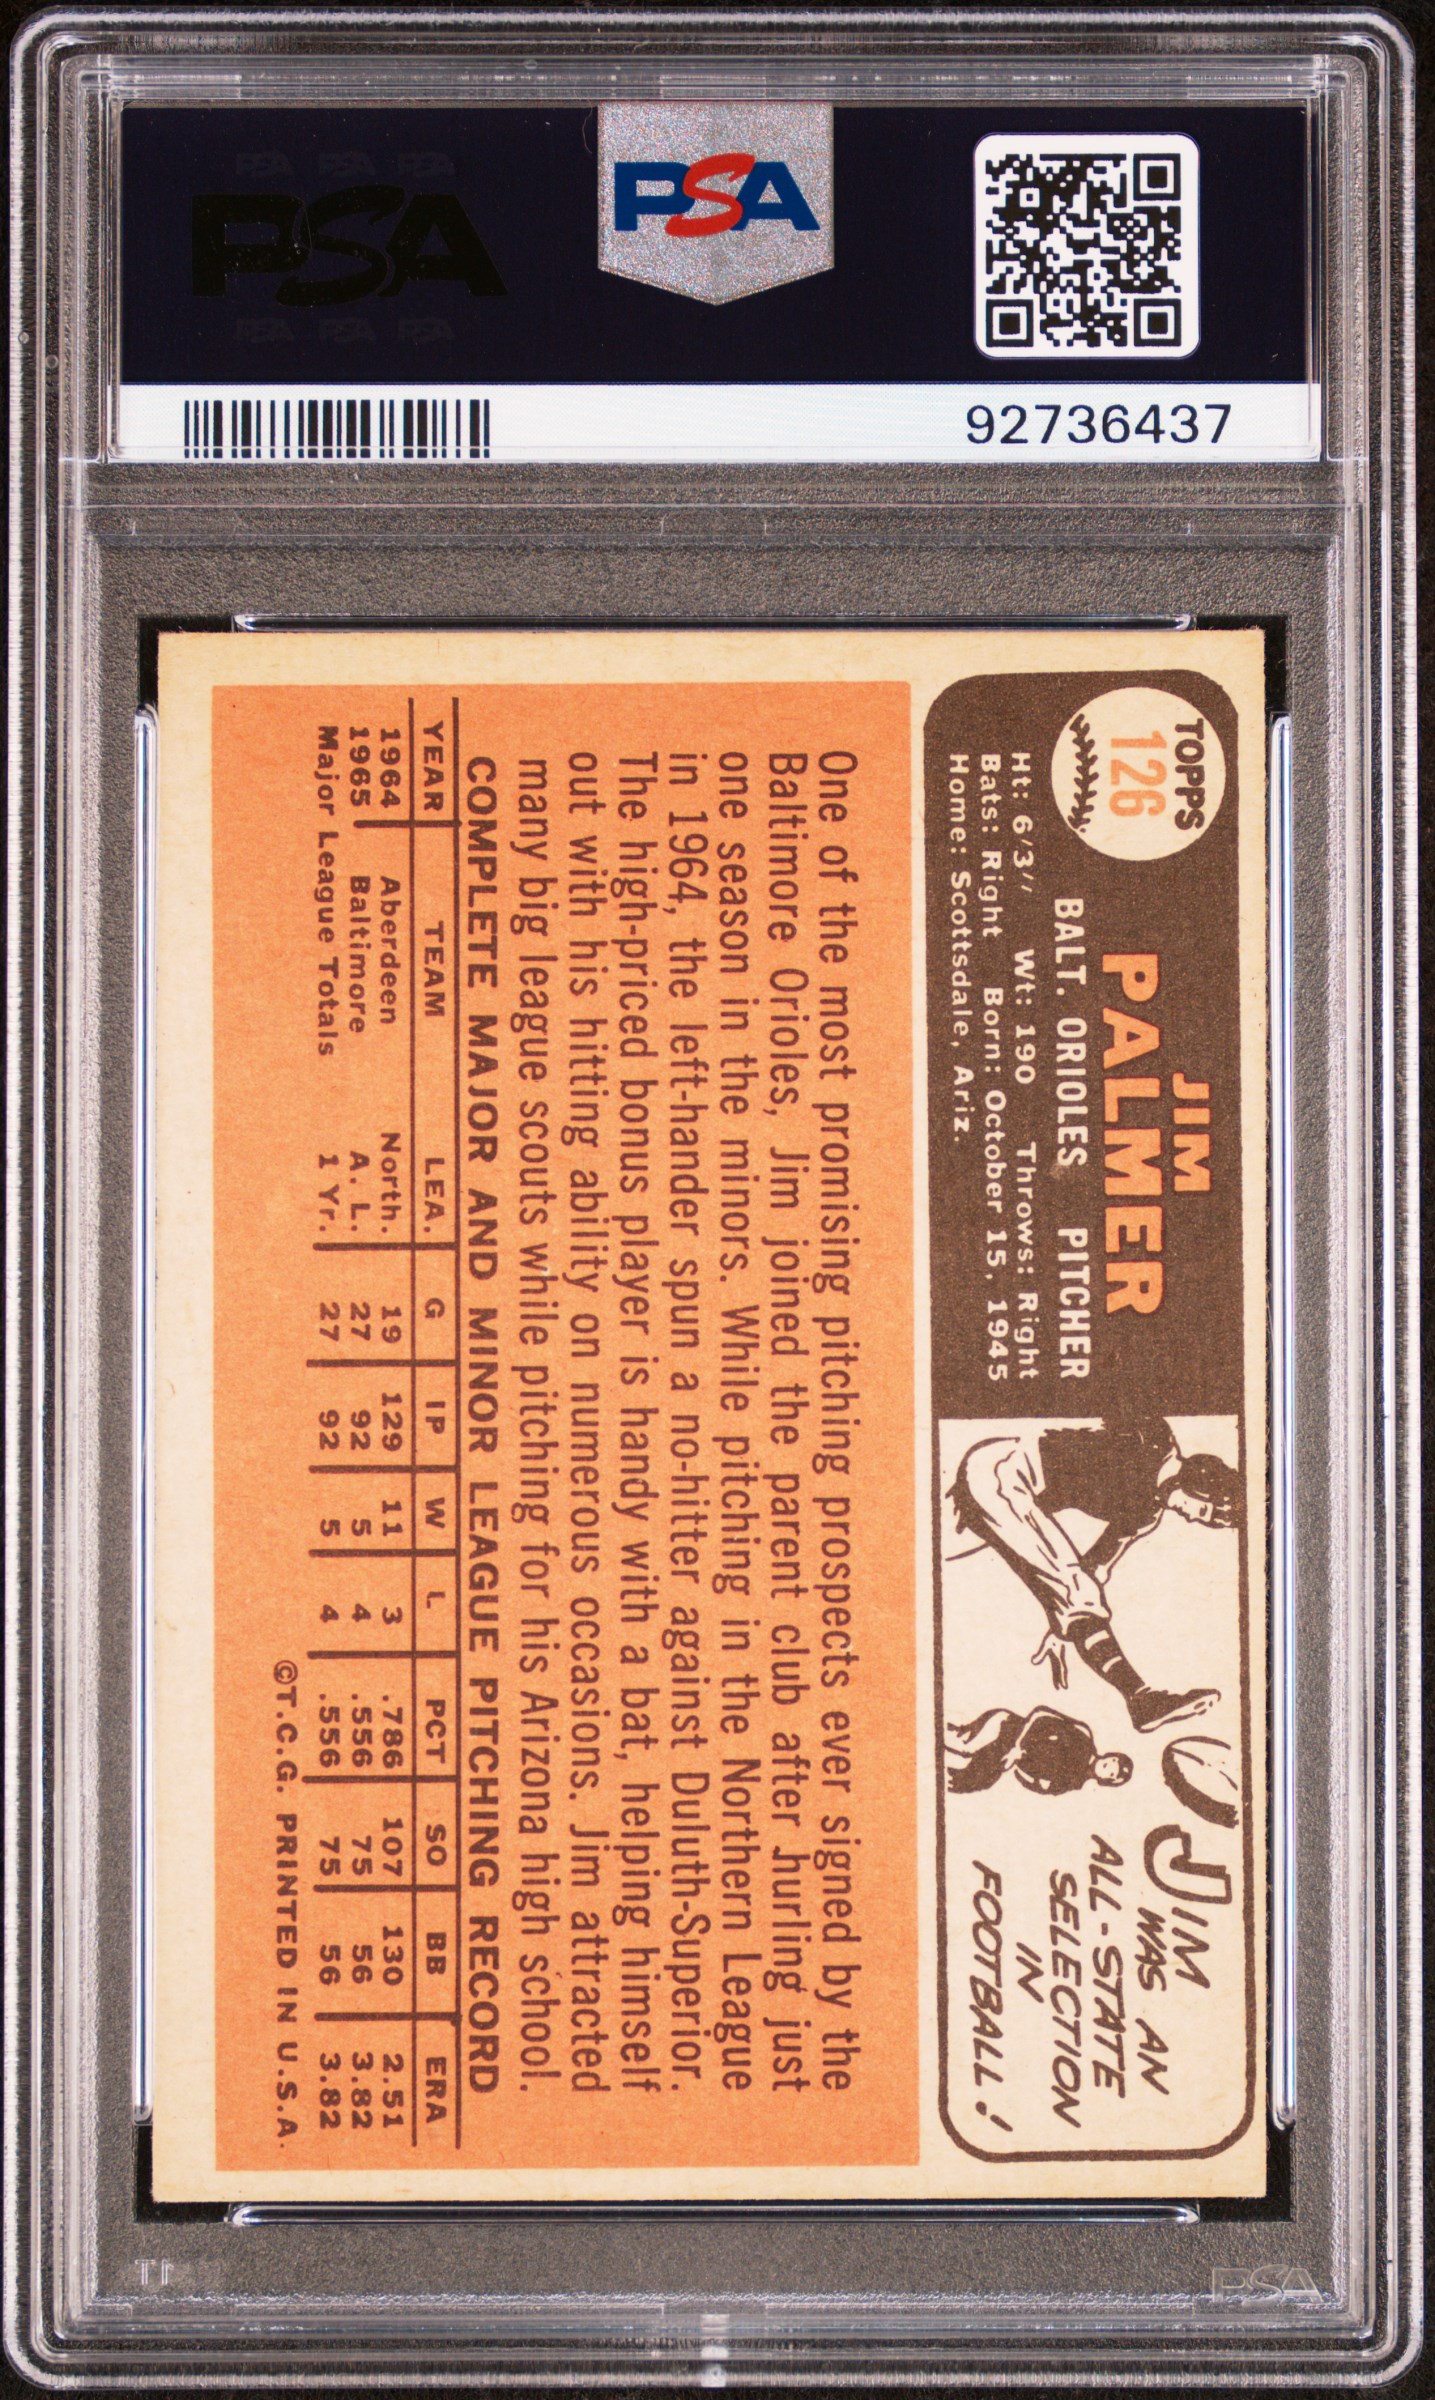 PSA PSA PSA
PSA
PSA PSA PSA
PSA
92736437
TOPPS
126
JIM
PALMER
BALT. ORIOLES PITCHER
Ht: 6'3" Wt: 190 Throws: Right
Bats: Right Born: October 15, 1945
Home: Scottsdale, Ariz.
JIM
WAS AN
ALL-STATE
SELECTION
IN
FOOTBALL!
One of the most promising pitching prospects ever signed by the
Baltimore Orioles, Jim joined the parent club after hurling just
one season in the minors. While pitching in the Northern League
in 1964, the left-hander spun a no-hitter against Duluth-Superior.
The high-priced bonus player is handy with a bat, helping himself
out with his hitting ability on numerous occasions. Jim attracted
many big league scouts while pitching for his Arizona high school.
COMPLETE MAJOR AND MINOR LEAGUE PITCHING RECORD
YEAR TEAM LEA. G IP W L PCT SO BB ERA
1964 Aberdeen North. 19 129 11 3 .786 107 130 2.51
1965 Baltimore A. L. 27 92 5 4 .556 75 56 3.82
Major League Totals 1 Yr. 27 92 5 4 .556 75 56 3.82
©T.C.G. PRINTED IN U.S.A.
PSA